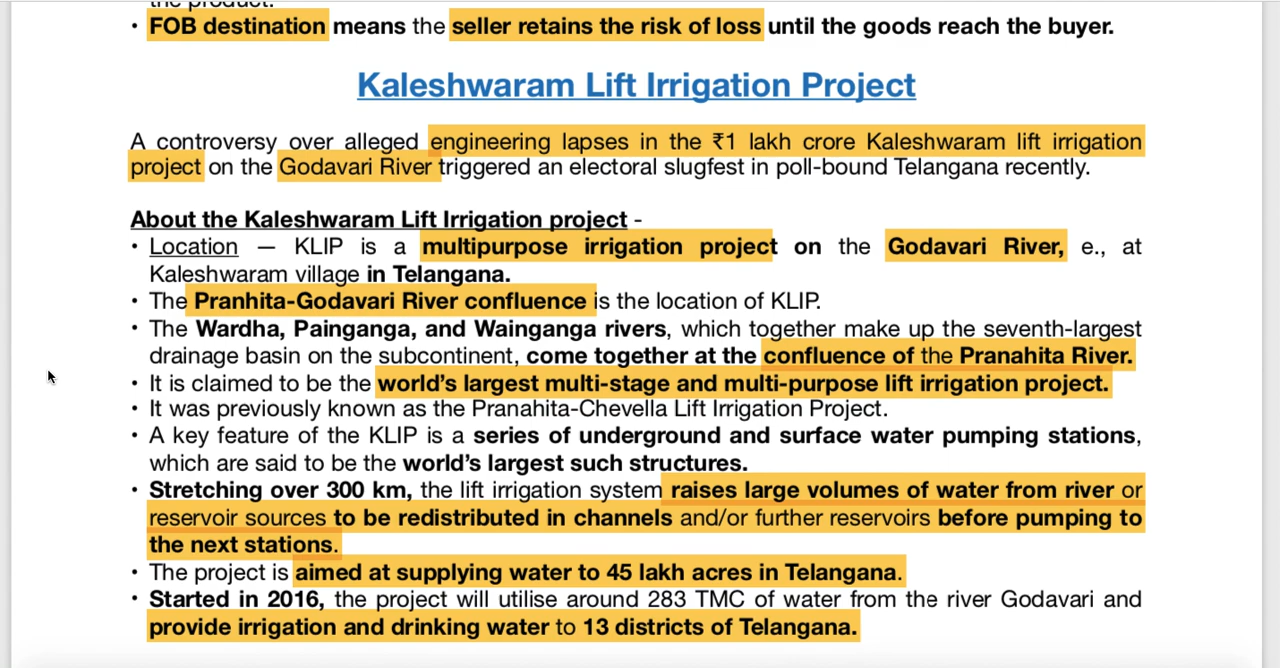 the product.
• FOB destination means the seller retains the risk of loss until the goods reach the buyer.
Kaleshwaram Lift Irrigation Project
A controversy over alleged engineering lapses in the ₹1 lakh crore Kaleshwaram lift irrigation
project on the Godavari River triggered an electoral slugfest in poll-bound Telangana recently.
About the Kaleshwaram Lift Irrigation project -
• Location — KLIP is a multipurpose irrigation project on the Godavari River, e., at
Kaleshwaram village in Telangana.
• The Pranhita-Godavari River confluence is the location of KLIP.
• The Wardha, Painganga, and Wainganga rivers, which together make up the seventh-largest
drainage basin on the subcontinent, come together at the confluence of the Pranahita River.
• It is claimed to be the world’s largest multi-stage and multi-purpose lift irrigation project.
• It was previously known as the Pranahita-Chevella Lift Irrigation Project.
• A key feature of the KLIP is a series of underground and surface water pumping stations,
which are said to be the world’s largest such structures.
• Stretching over 300 km, the lift irrigation system raises large volumes of water from river or
reservoir sources to be redistributed in channels and/or further reservoirs before pumping to
the next stations.
• The project is aimed at supplying water to 45 lakh acres in Telangana.
• Started in 2016, the project will utilise around 283 TMC of water from the river Godavari and
provide irrigation and drinking water to 13 districts of Telangana.